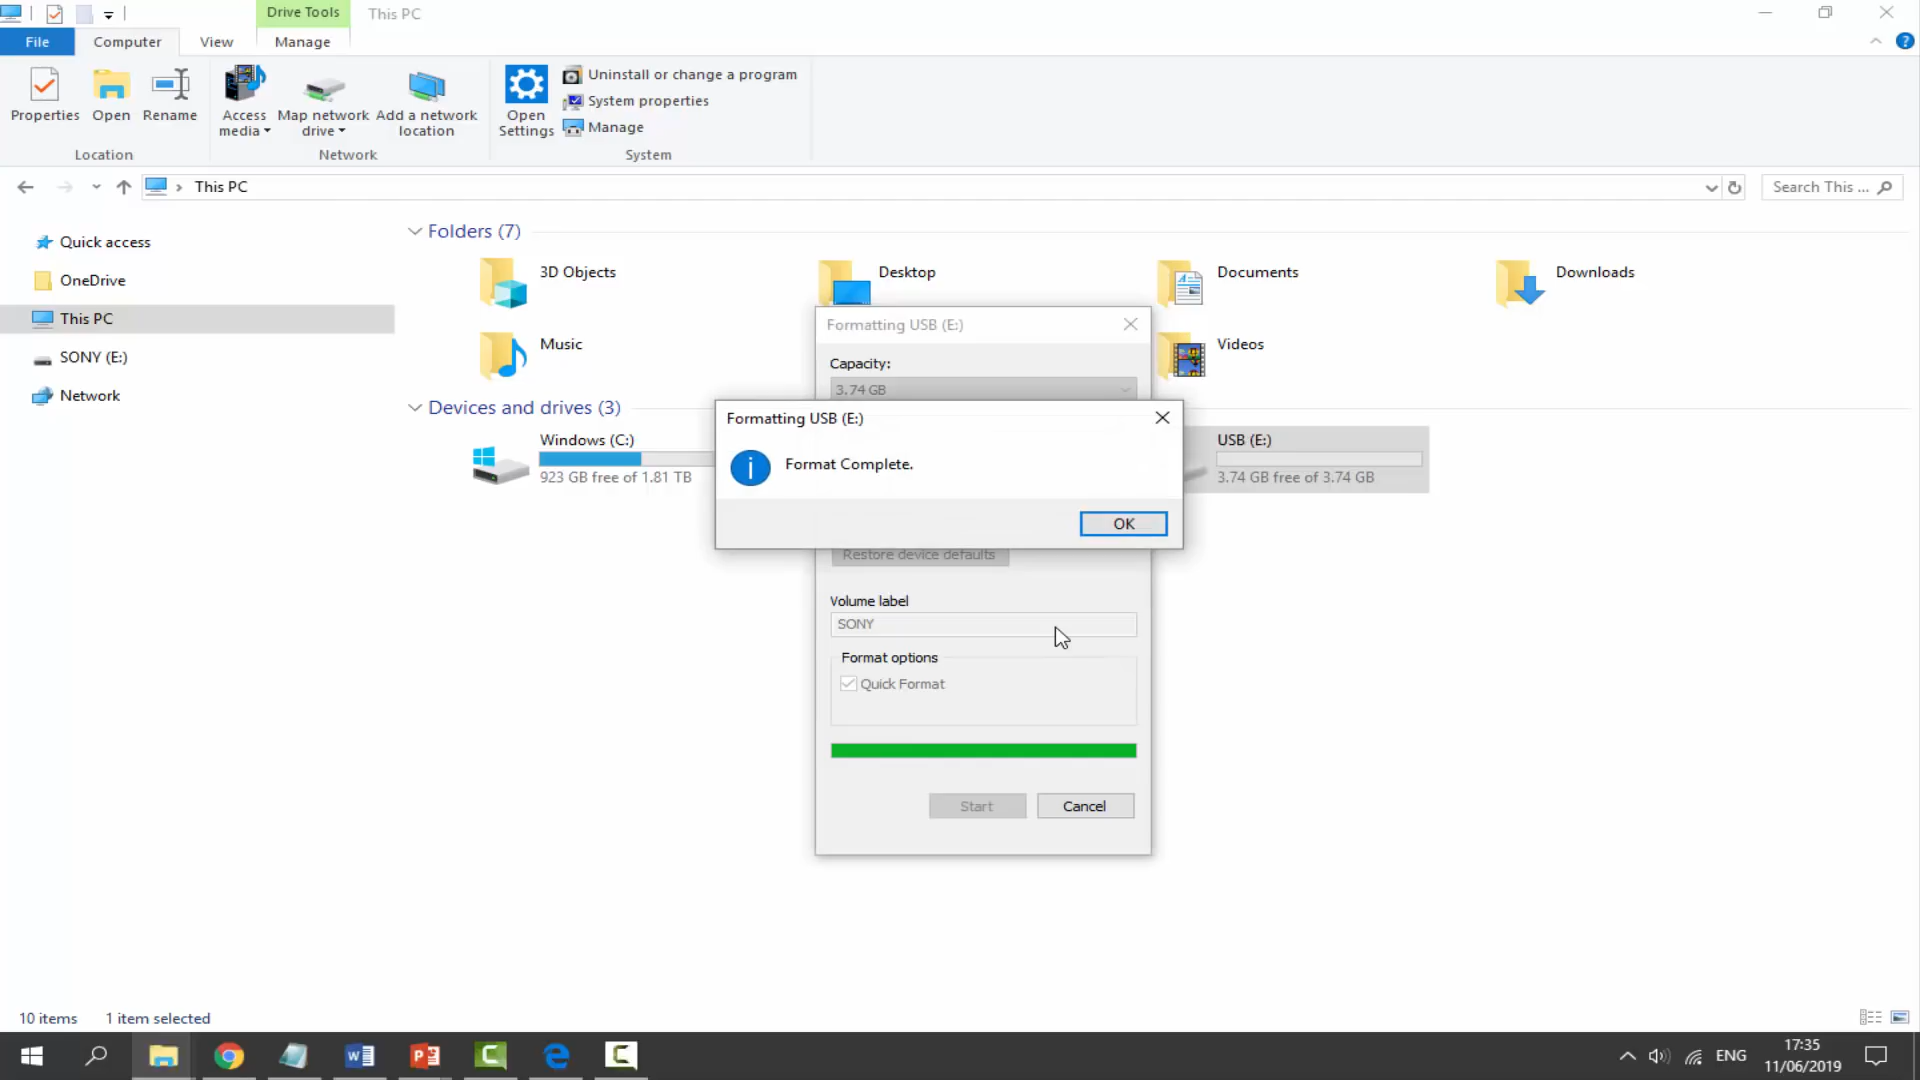 Drive Tools
This PC
File
Computer
View
Manage
Properties
Open
Rename
Access media
Map network drive
Add a network location
Open Settings
Uninstall or change a program
System properties
Manage
Location
Network
System
This PC
Search This ...
Quick access
OneDrive
This PC
SONY (E:)
Network
Folders (7)
3D Objects
Desktop
Documents
Downloads
Music
Videos
Devices and drives (3)
Windows (C:)
923 GB free of 1.81 TB
USB (E:)
3.74 GB free of 3.74 GB
Formatting USB (E:)
Capacity:
3.74 GB
Formatting USB (E:)
Format Complete.
OK
Restore device defaults
Volume label
SONY
Format options
Quick Format
Start
Cancel
10 items
1 item selected
ENG
17:35
11/06/2019